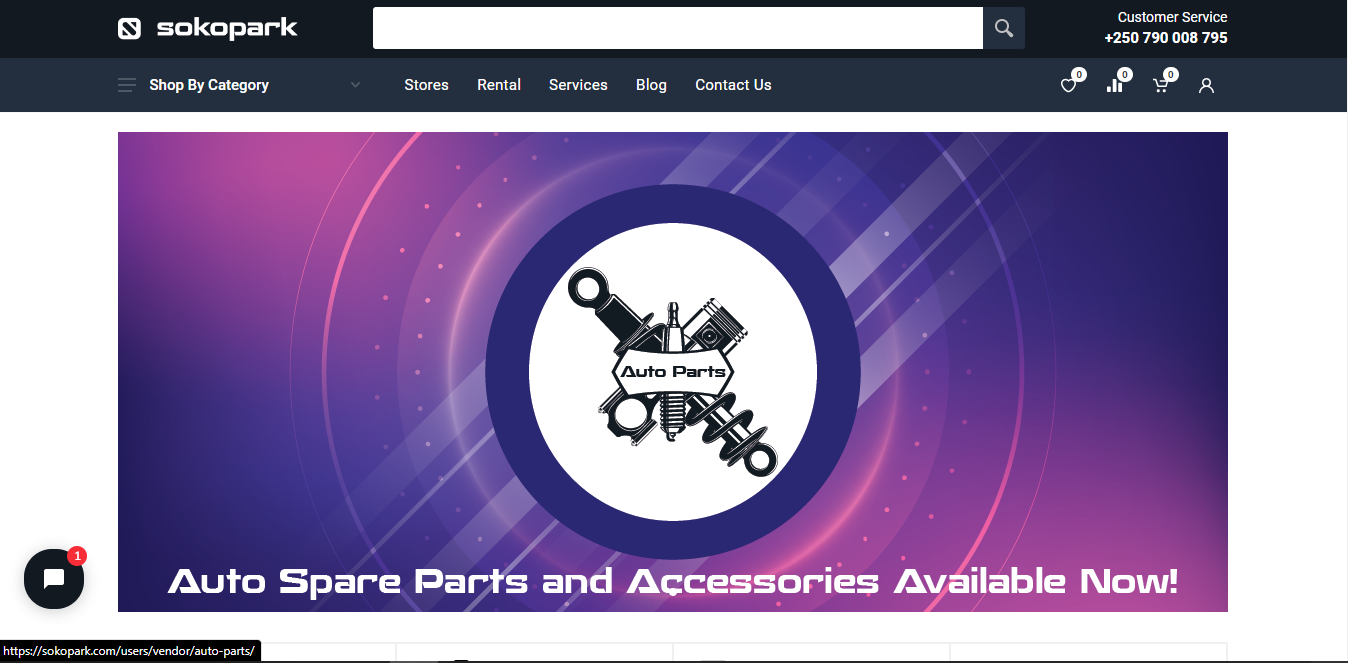 sokopark
Customer Service
+250 790 008 795
Shop By Category
Stores
Rental
Services
Blog
Contact Us
0
0
0
Auto Parts
Auto Spare Parts and Accessories Available Now!
1
https://sokopark.com/users/vendor/auto-parts/